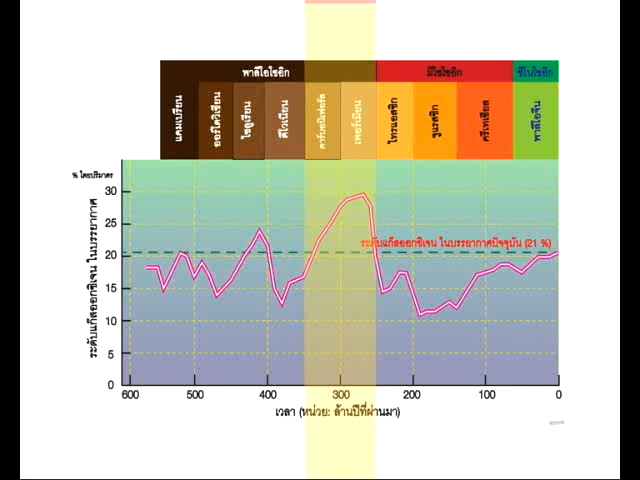 พาลีโอโซอิก มีโซโซอิก ซีโนโซอิก
แคมเบรียน ออร์โดวิเชียน ไซลูเรียน ดีโวเนียน คาร์บอนิเฟอรัส เพอร์เมียน ไทรแอสซิก จูแรสซิก ครีเทเชียส พาลีโอจีน
% โดยปริมาตร
ระดับแก๊สออกซิเจน ในบรรยากาศ
30
25
ระดับแก๊สออกซิเจน ในบรรยากาศปัจจุบัน (21 %)
20
15
10
5
0
600 500 400 300 200 100 0
เวลา (หน่วย: ล้านปีที่ผ่านมา)